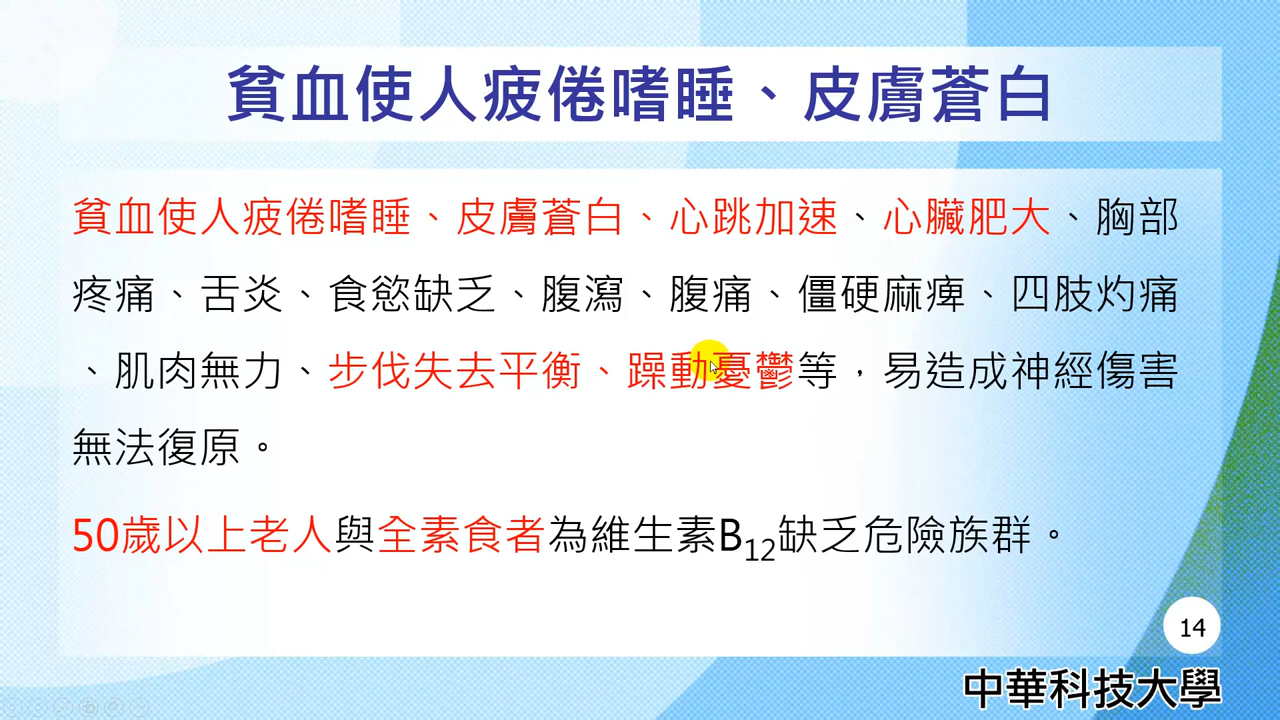 貧血使人疲倦嗜睡、皮膚蒼白
貧血使人疲倦嗜睡、皮膚蒼白、心跳加速、心臟肥大、胸部
疼痛、舌炎、食慾缺乏、腹瀉、腹痛、僵硬麻痺、四肢灼痛
、肌肉無力、步伐失去平衡、躁動憂鬱等，易造成神經傷害
無法復原。
50歲以上老人與全素食者為維生素B12缺乏危險族群。
14
中華科技大學